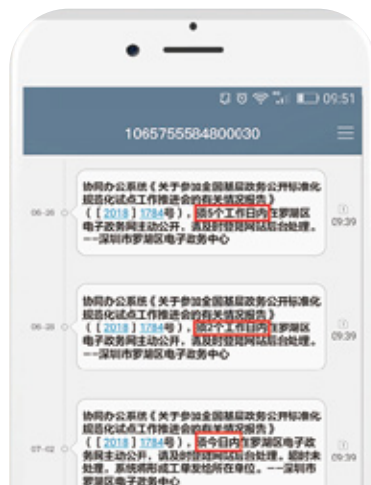 09:51
1065755584800030
协同办公系统《关于参加全国基层政务公开标准化
规范化试点工作推进会的有关情况报告》
（［2018］1784号），须5个工作日内在罗湖区
电子政务网主动公开，请及时登陆网站后台处理。
——深圳市罗湖区电子政务中心
06-26
09:39
协同办公系统《关于参加全国基层政务公开标准化
规范化试点工作推进会的有关情况报告》
（［2018］1784号），须2个工作日内在罗湖区
电子政务网主动公开，请及时登陆网站后台处理。
——深圳市罗湖区电子政务中心
06-28
09:39
协同办公系统《关于参加全国基层政务公开标准化
规范化试点工作推进会的有关情况报告》
（［2018］1784号），须今日内在罗湖区电子政
务网主动公开，请及时登陆网站后台处理。超时未
处理，系统将形成工单发给所在单位。——深圳市
罗湖区电子政务中心
07-02
09:39